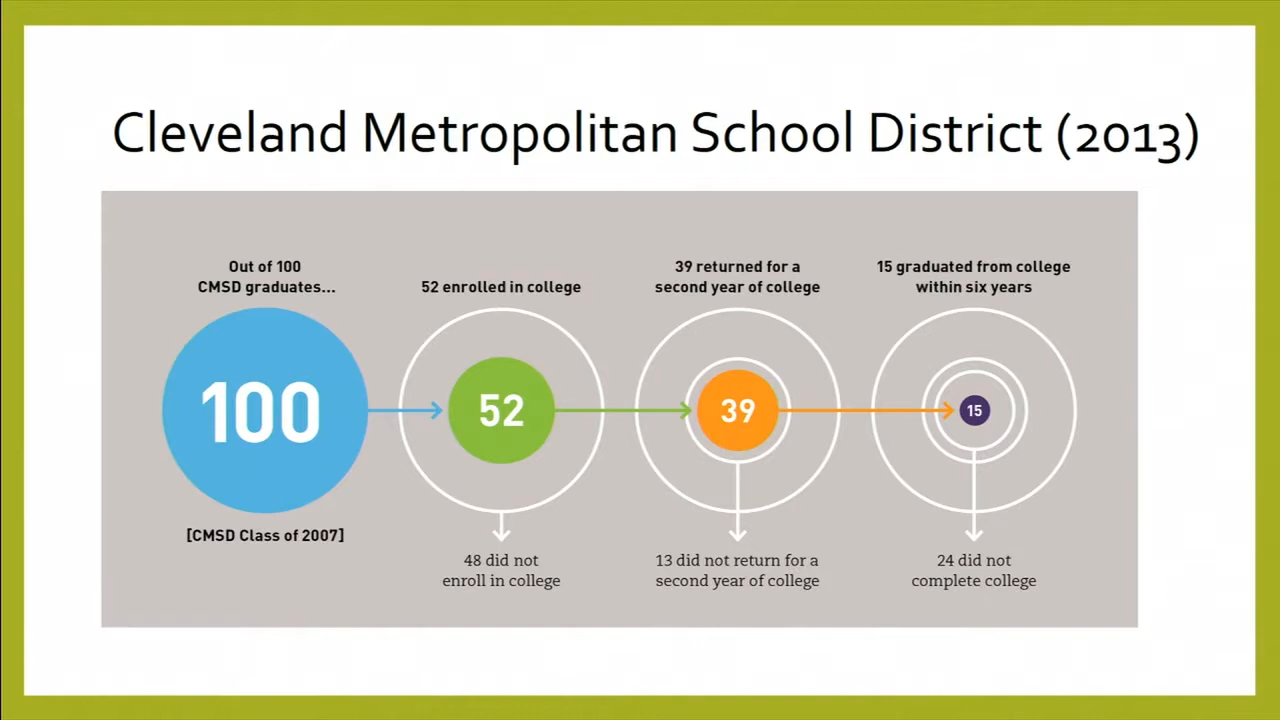 Cleveland Metropolitan School District (2013)
Out of 100
CMSD graduates...
100
[CMSD Class of 2007]
52 enrolled in college
52
48 did not
enroll in college
39 returned for a
second year of college
39
13 did not return for a
second year of college
15 graduated from college
within six years
15
24 did not
complete college